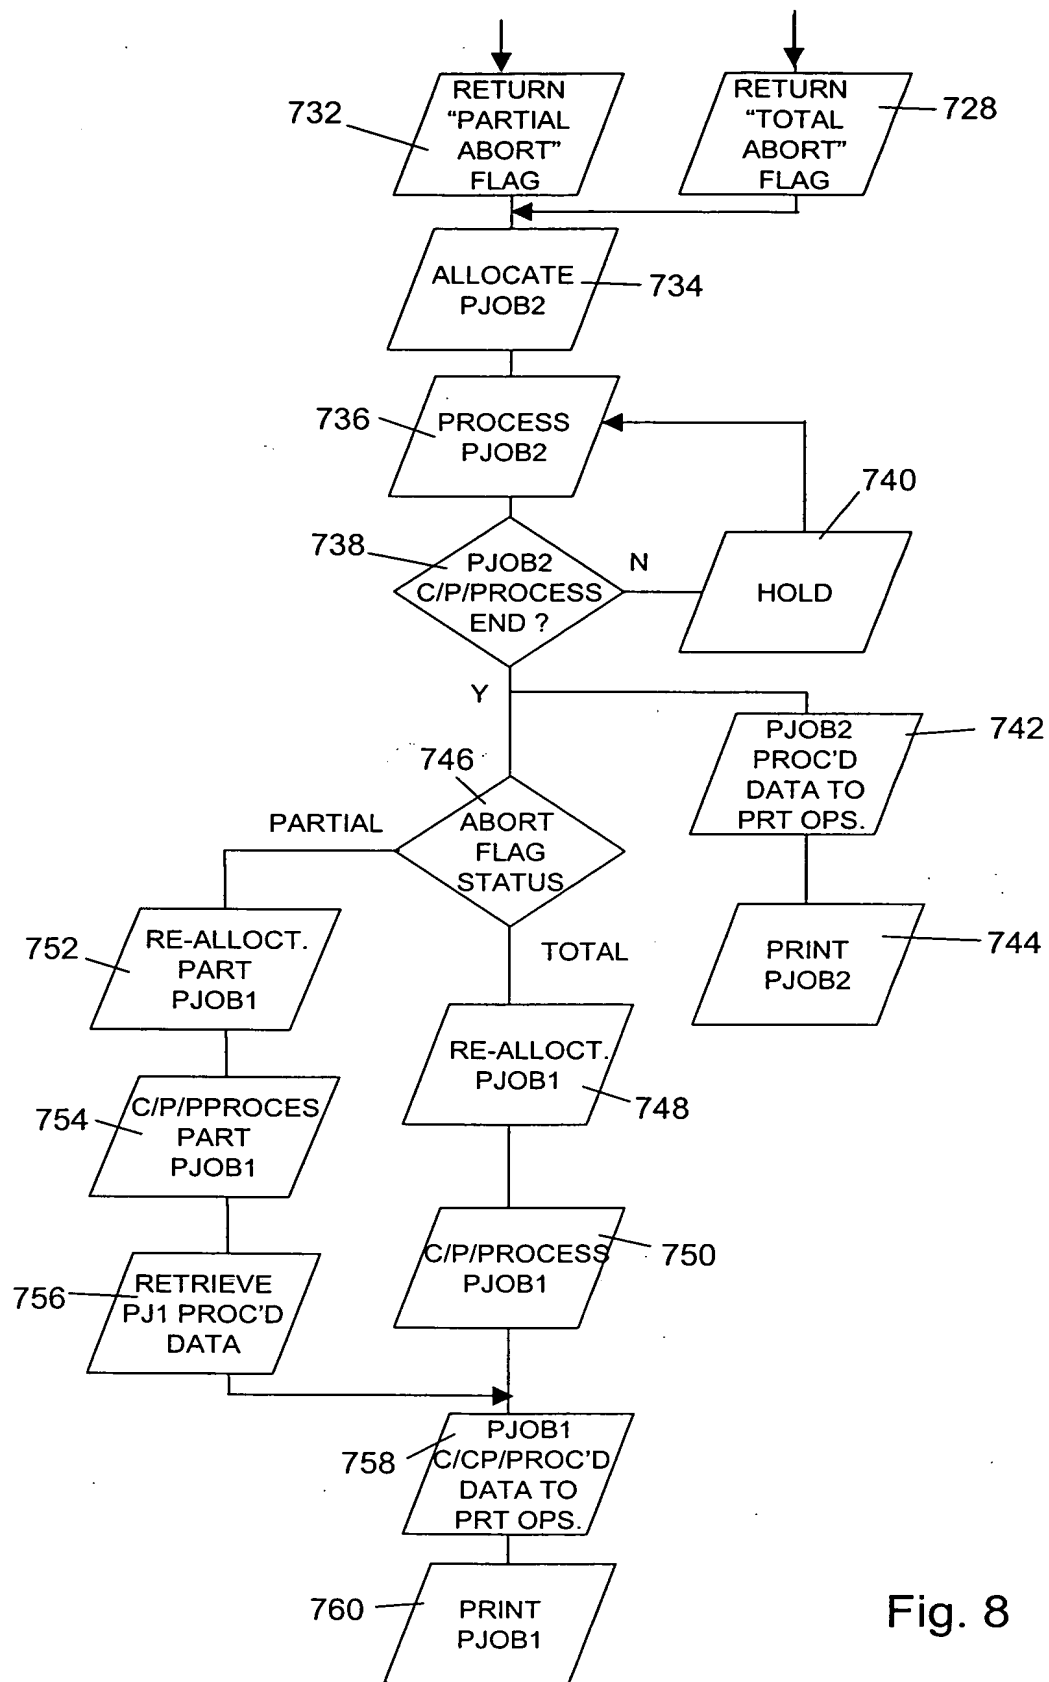 732
RETURN
“PARTIAL
ABORT”
FLAG
RETURN
“TOTAL
ABORT”
FLAG
728
ALLOCATE
PJOB2
734
736
PROCESS
PJOB2
740
738
PJOB2
C/P/PROCESS
END ?
N
HOLD
Y
PJOB2
PROC’D
DATA TO
PRT OPS.
742
746
PARTIAL
ABORT
FLAG
STATUS
752
RE-ALLOCT.
PART
PJOB1
TOTAL
PRINT
PJOB2
744
RE-ALLOCT.
PJOB1
748
754
C/P/PPROCES
PART
PJOB1
C/P/PROCESS
PJOB1
750
756
RETRIEVE
PJ1 PROC’D
DATA
758
PJOB1
C/CP/PROC’D
DATA TO
PRT OPS.
760
PRINT
PJOB1
Fig. 8